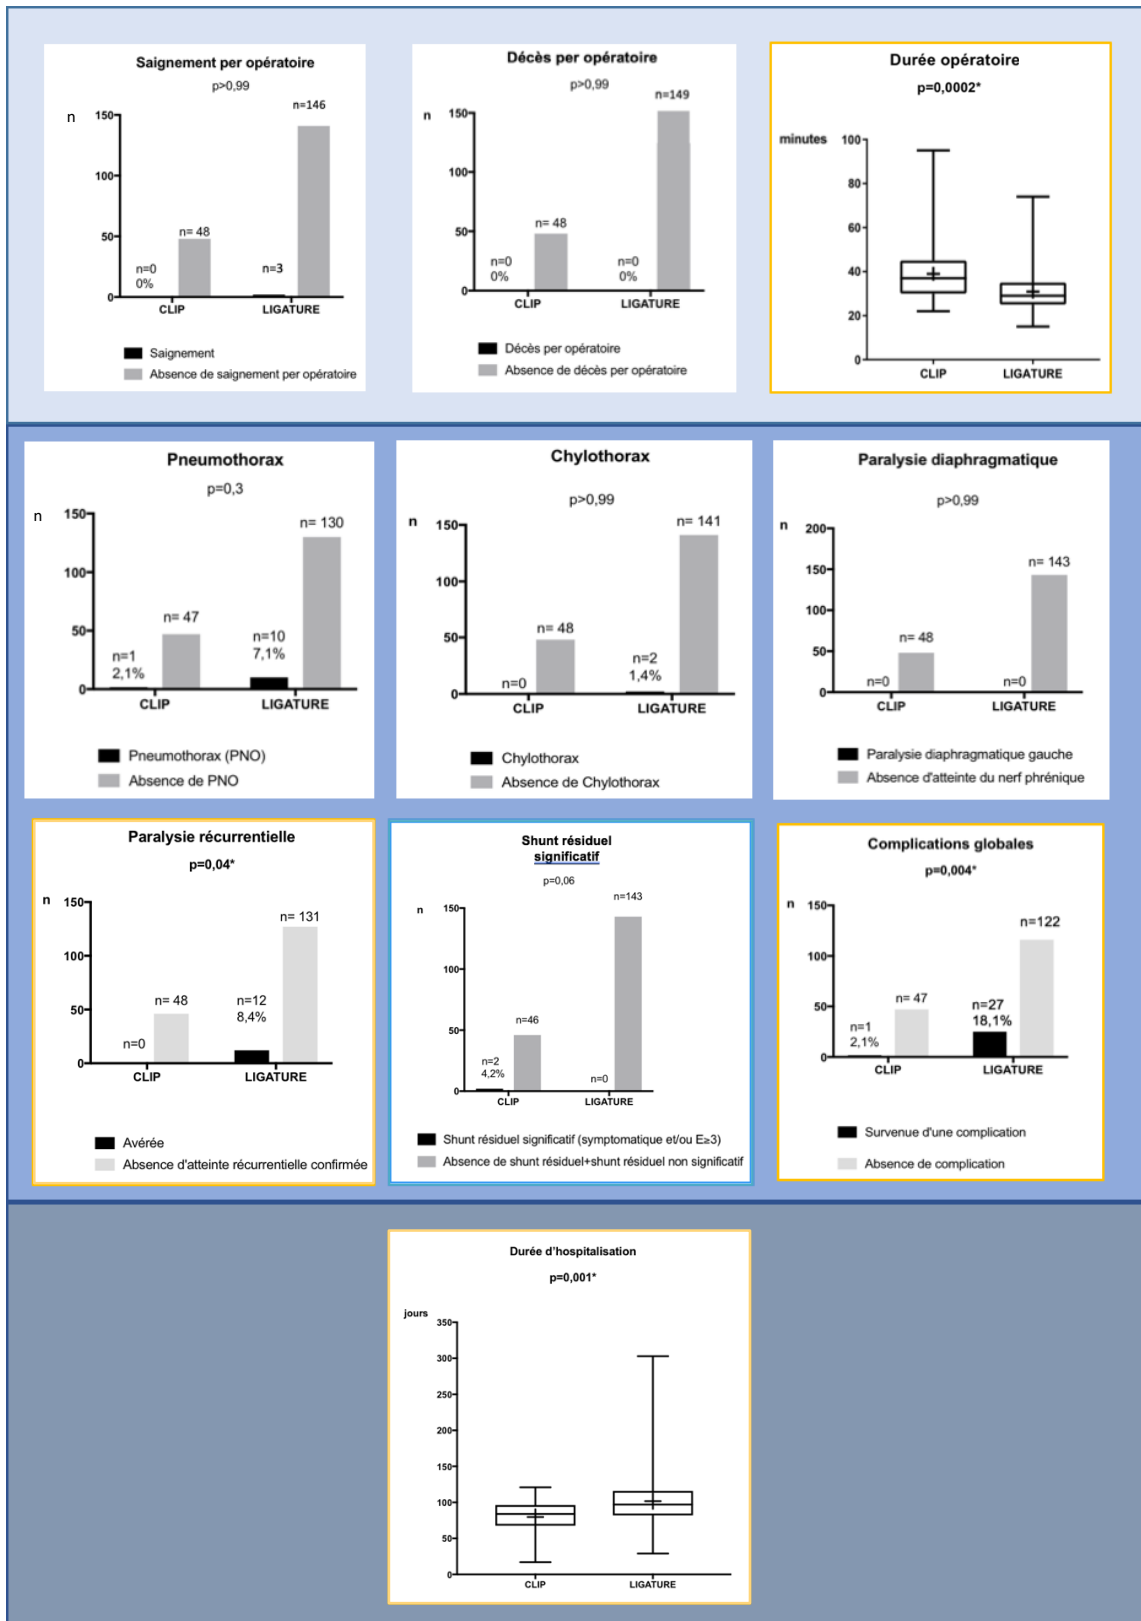 Saignement per opératoire
p>0,99
n
150
100
50
0
n=0
0%
n= 48
n=3
n=146
CLIP
LIGATURE
Saignement
Absence de saignement per opératoire
Décès per opératoire
p>0,99
n
150
100
50
0
n=0
0%
n= 48
n=0
0%
n=149
CLIP
LIGATURE
Décès per opératoire
Absence de décès per opératoire
Durée opératoire
p=0,0002*
minutes
100
80
60
40
20
0
CLIP
LIGATURE
Pneumothorax
p=0,3
n
150
100
50
0
n=1
2,1%
n= 47
n=10
7,1%
n= 130
CLIP
LIGATURE
Pneumothorax (PNO)
Absence de PNO
Chylothorax
p>0,99
n
150
100
50
0
n=0
n= 48
n=2
1,4%
n= 141
CLIP
LIGATURE
Chylothorax
Absence de Chylothorax
Paralysie diaphragmatique
p>0,99
n
200
150
100
50
0
n=0
n= 48
n=0
n= 143
CLIP
LIGATURE
Paralysie diaphragmatique gauche
Absence d'atteinte du nerf phrénique
Paralysie récurrentielle
p=0,04*
n
150
100
50
0
n=0
n= 48
n=12
8,4%
n= 131
CLIP
LIGATURE
Avérée
Absence d'atteinte récurrentielle confirmée
Shunt résiduel
significatif
p=0,06
n
150
100
50
0
n=2
4,2%
n=46
n=0
n=143
CLIP
LIGATURE
Shunt résiduel significatif (symptomatique et/ou E≥3)
Absence de shunt résiduel+shunt résiduel non significatif
Complications globales
p=0,004*
n
150
100
50
0
n=1
2,1%
n= 47
n=27
18,1%
n=122
CLIP
LIGATURE
Survenue d'une complication
Absence de complication
Durée d'hospitalisation
p=0,001*
jours
350
300
250
200
150
100
50
0
CLIP
LIGATURE